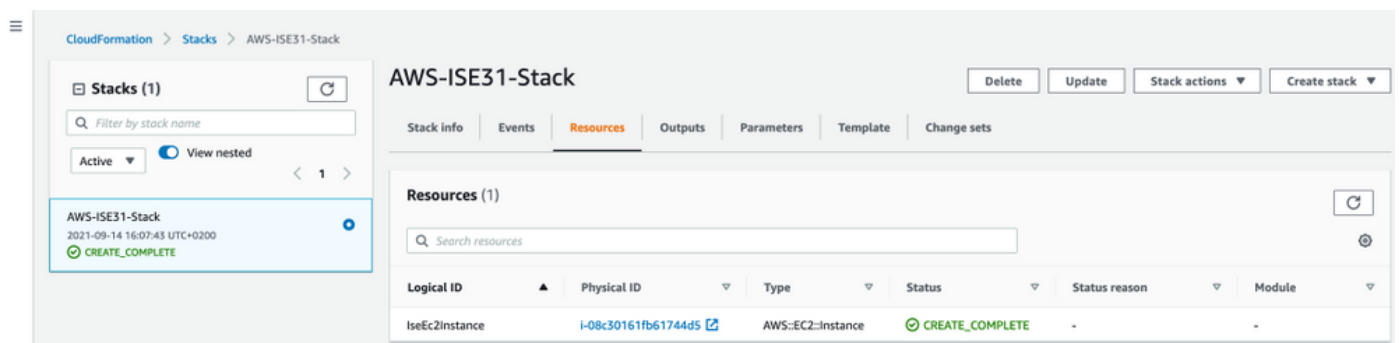 CloudFormation > Stacks > AWS-ISE31-Stack
Stacks (1)
Filter by stack name
Active
View nested
< 1 >
AWS-ISE31-Stack
2021-09-14 16:07:43 UTC+0200
CREATE_COMPLETE
AWS-ISE31-Stack
Delete Update Stack actions Create stack
Stack info Events Resources Outputs Parameters Template Change sets
Resources (1)
Search resources
Logical ID Physical ID Type Status Status reason Module
IseEc2Instance i-08c30161fb61744d5 AWS::EC2::Instance CREATE_COMPLETE - -